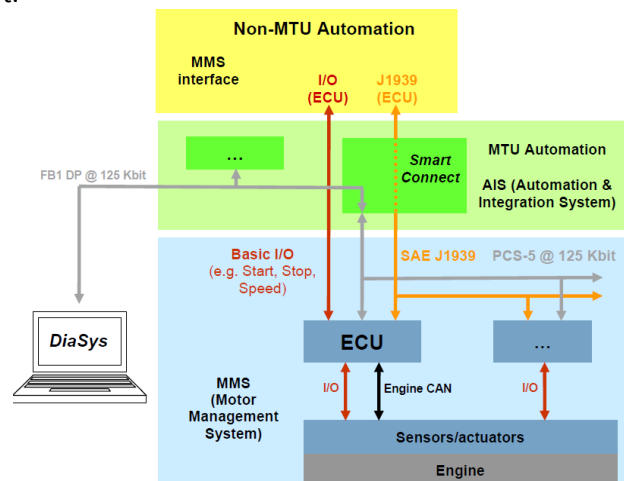 t.
Non-MTU Automation
MMS
interface
I/O
(ECU)
J1939
(ECU)
...
Smart
Connect
MTU Automation
AIS (Automation &
Integration System)
FB1 DP @ 125 Kbit
Basic I/O
(e.g. Start, Stop,
Speed)
SAE J1939
PCS-5 @ 125 Kbit
DiaSys
ECU
...
MMS
(Motor
Management
System)
I/O
Engine CAN
I/O
Sensors/actuators
Engine